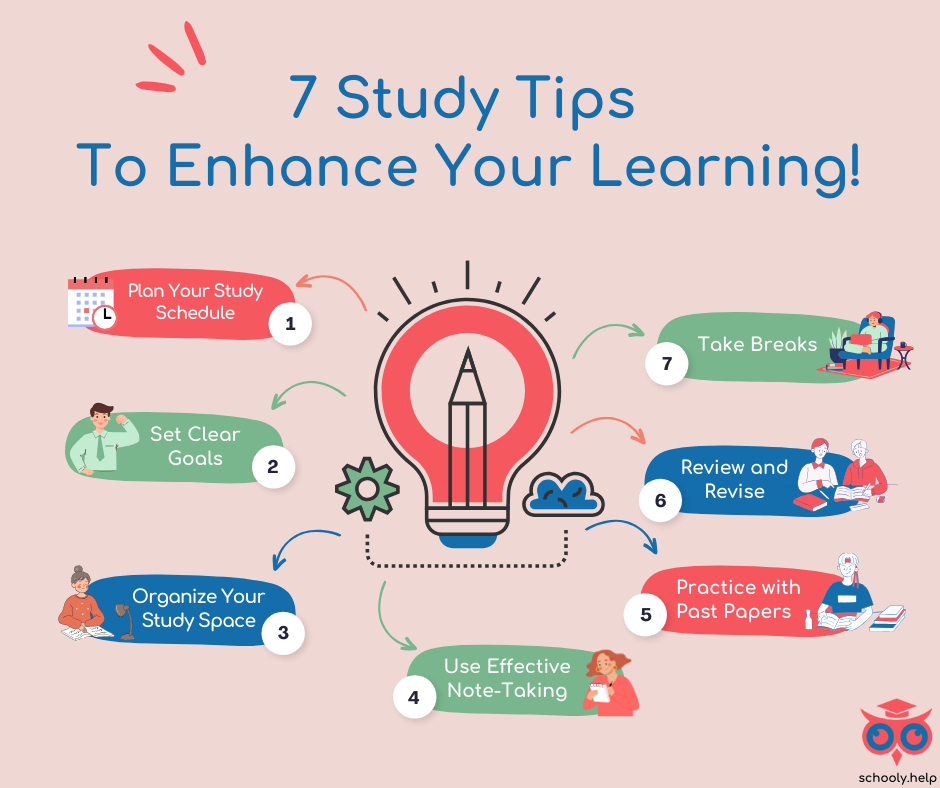 7 Study Tips
To Enhance Your Learning!
Plan Your Study
Schedule
1
Set Clear
Goals
2
Organize Your
Study Space
3
Use Effective
Note-Taking
4
Practice with
Past Papers
5
Review and
Revise
6
Take Breaks
7
schooly.help